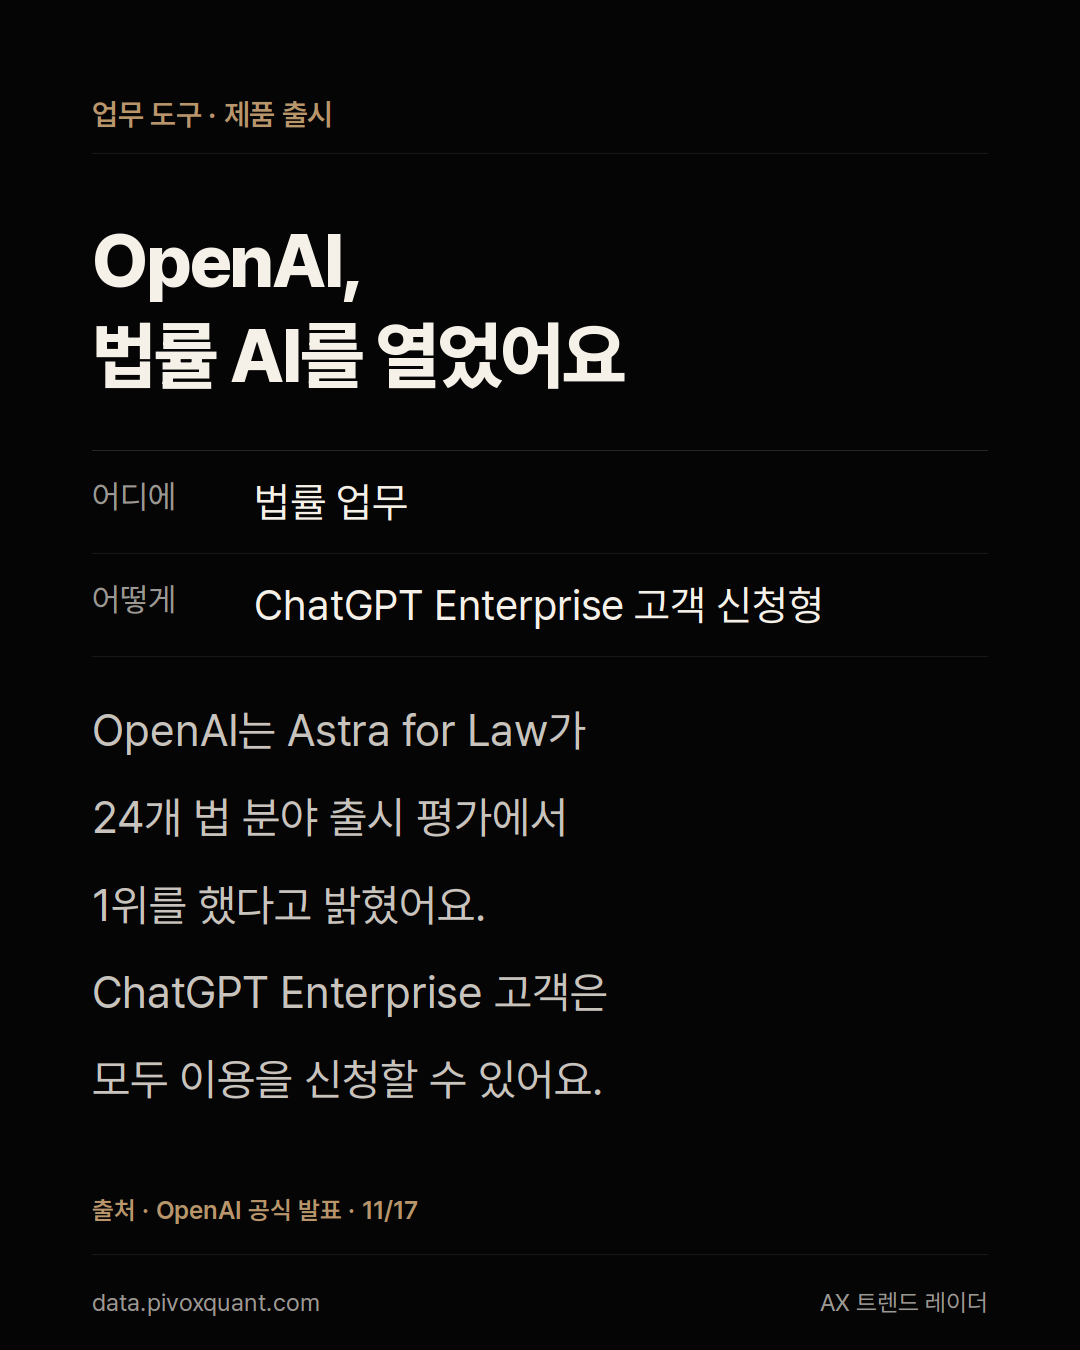 업무 도구 · 제품 출시
OpenAI,
법률 AI를 열었어요
어디에 법률 업무
어떻게 ChatGPT Enterprise 고객 신청형
OpenAI는 Astra for Law가
24개 법 분야 출시 평가에서
1위를 했다고 밝혔어요.
ChatGPT Enterprise 고객은
모두 이용을 신청할 수 있어요.
출처 · OpenAI 공식 발표 · 11/17
data.pivoxquant.com AX 트렌드 레이더